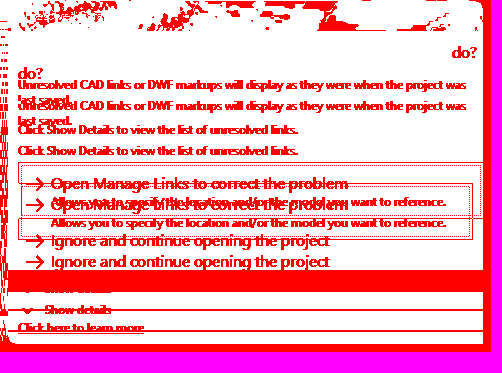 do?
do?
Unresolved CAD links or DWF markups will display as they were when the project was
last saved.
Unresolved CAD links or DWF markups will display as they were when the project was
last saved.
Click Show Details to view the list of unresolved links.
Click Show Details to view the list of unresolved links.
Open Manage Links to correct the problem
Open Manage Links to correct the problem
Allows you to specify the location and/or the model you want to reference.
Allows you to specify the location and/or the model you want to reference.
Ignore and continue opening the project
Ignore and continue opening the project
Show details
Show details
Click here to learn more